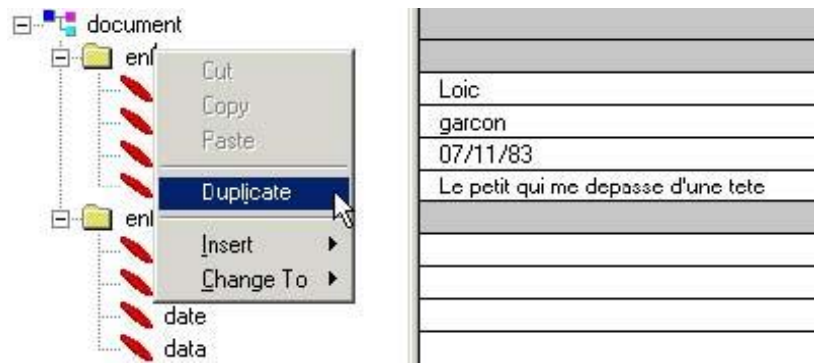 document
Cut
Copy
Paste
Duplicate
Insert
Change To
date
data
Loic
garcon
07/11/83
Le petit qui me depasse d'une tete